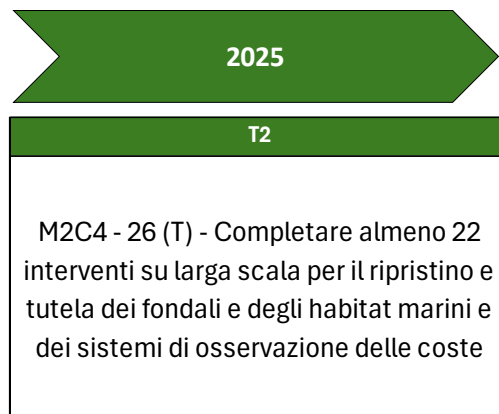 2025
T2
M2C4 - 26 (T) - Completare almeno 22
interventi su larga scala per il ripristino e
tutela dei fondali e degli habitat marini e
dei sistemi di osservazione delle coste